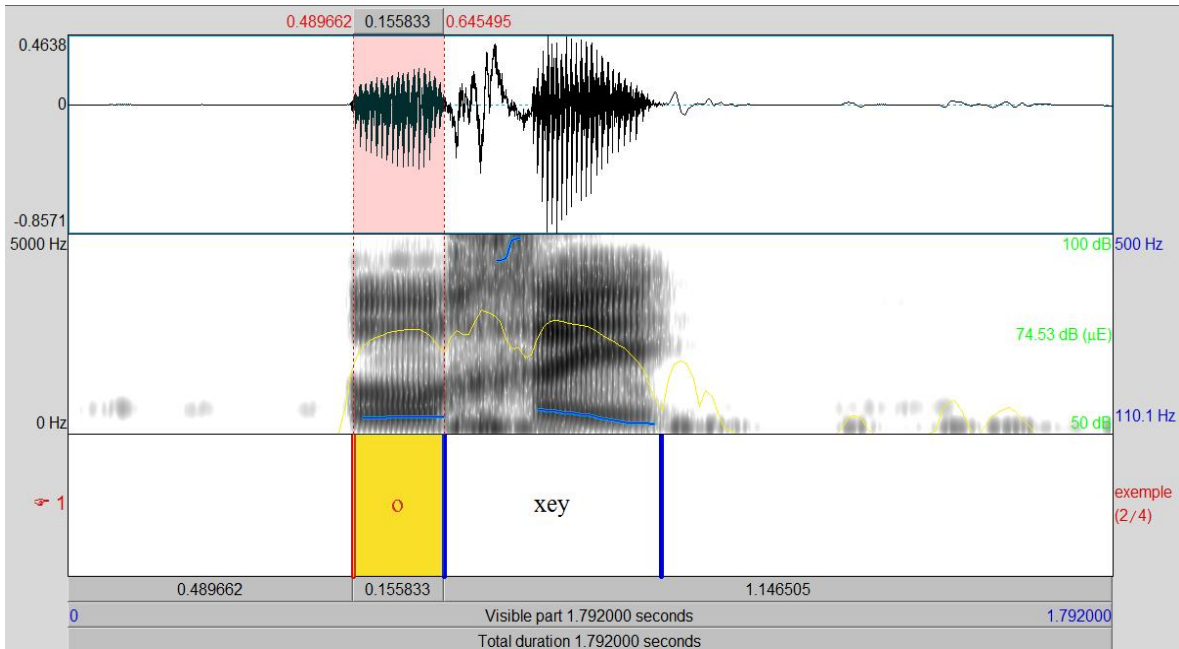 0.489662 0.155833 0.645495
0.4638
0
-0.8571
5000 Hz 100 dB 500 Hz
74.53 dB (µE)
0 Hz 50 dB 110.1 Hz
☞ 1 o xey exemple
(2/4)
0.489662 0.155833 1.146505
0 Visible part 1.792000 seconds 1.792000
Total duration 1.792000 seconds